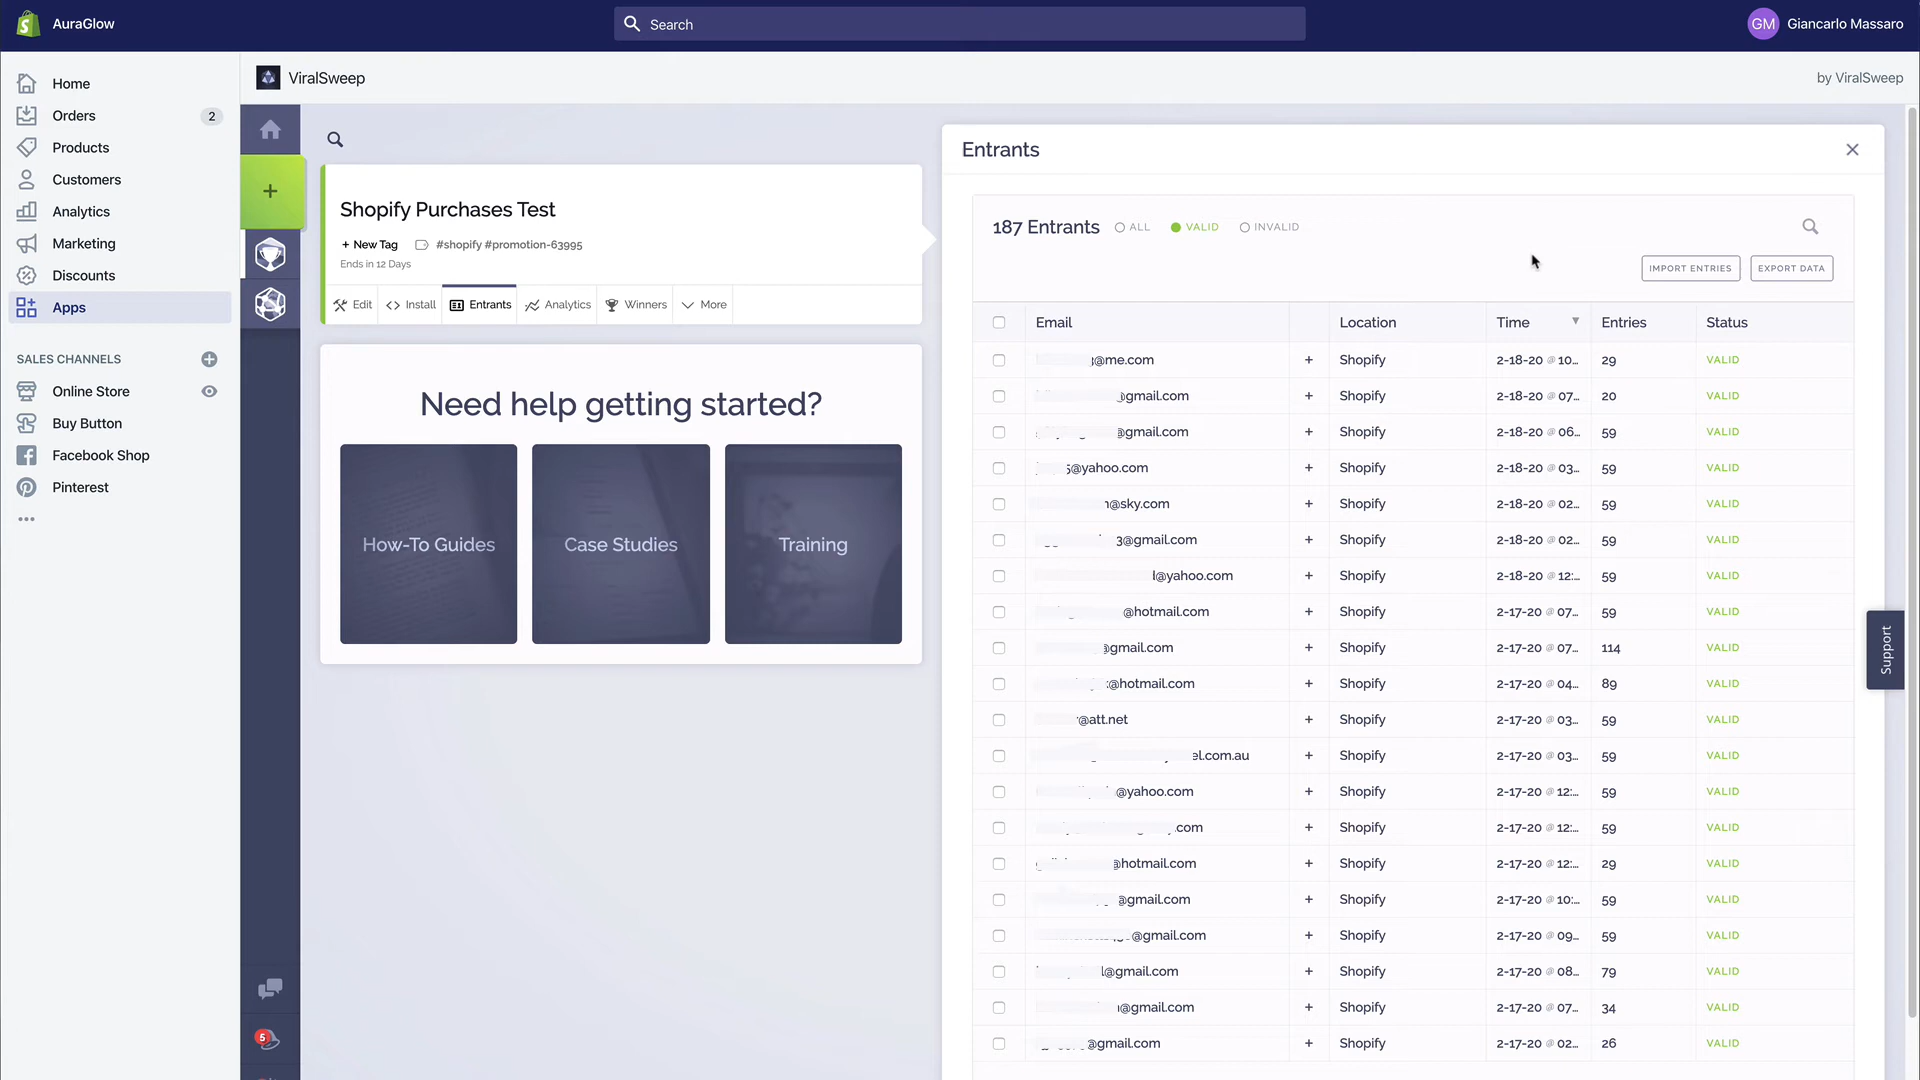 AuraGlow
Search
GM Giancarlo Massaro
Home
Orders 2
Products
Customers
Analytics
Marketing
Discounts
Apps
SALES CHANNELS
Online Store
Buy Button
Facebook Shop
Pinterest
ViralSweep
by ViralSweep
Shopify Purchases Test
+ New Tag #shopify #promotion-63995
Ends in 12 Days
Edit Install Entrants Analytics Winners More
Need help getting started?
How-To Guides Case Studies Training
5
Entrants
187 Entrants ALL VALID INVALID
IMPORT ENTRIES EXPORT DATA
Email Location Time Entries Status
@me.com + Shopify 2-18-20 @ 10... 29 VALID
@gmail.com + Shopify 2-18-20 @ 07... 20 VALID
@gmail.com + Shopify 2-18-20 @ 06... 59 VALID
5@yahoo.com + Shopify 2-18-20 @ 03... 59 VALID
@sky.com + Shopify 2-18-20 @ 02... 59 VALID
3@gmail.com + Shopify 2-18-20 @ 02... 59 VALID
@yahoo.com + Shopify 2-18-20 @ 12:... 59 VALID
@hotmail.com + Shopify 2-17-20 @ 07... 59 VALID
@gmail.com + Shopify 2-17-20 @ 07... 114 VALID
@hotmail.com + Shopify 2-17-20 @ 04... 89 VALID
@att.net + Shopify 2-17-20 @ 03... 59 VALID
el.com.au + Shopify 2-17-20 @ 03... 59 VALID
@yahoo.com + Shopify 2-17-20 @ 12:... 59 VALID
.com + Shopify 2-17-20 @ 12:... 59 VALID
@hotmail.com + Shopify 2-17-20 @ 12:... 29 VALID
@gmail.com + Shopify 2-17-20 @ 10:... 59 VALID
@gmail.com + Shopify 2-17-20 @ 09... 59 VALID
l@gmail.com + Shopify 2-17-20 @ 08... 79 VALID
@gmail.com + Shopify 2-17-20 @ 07... 34 VALID
@gmail.com + Shopify 2-17-20 @ 02... 26 VALID
Support